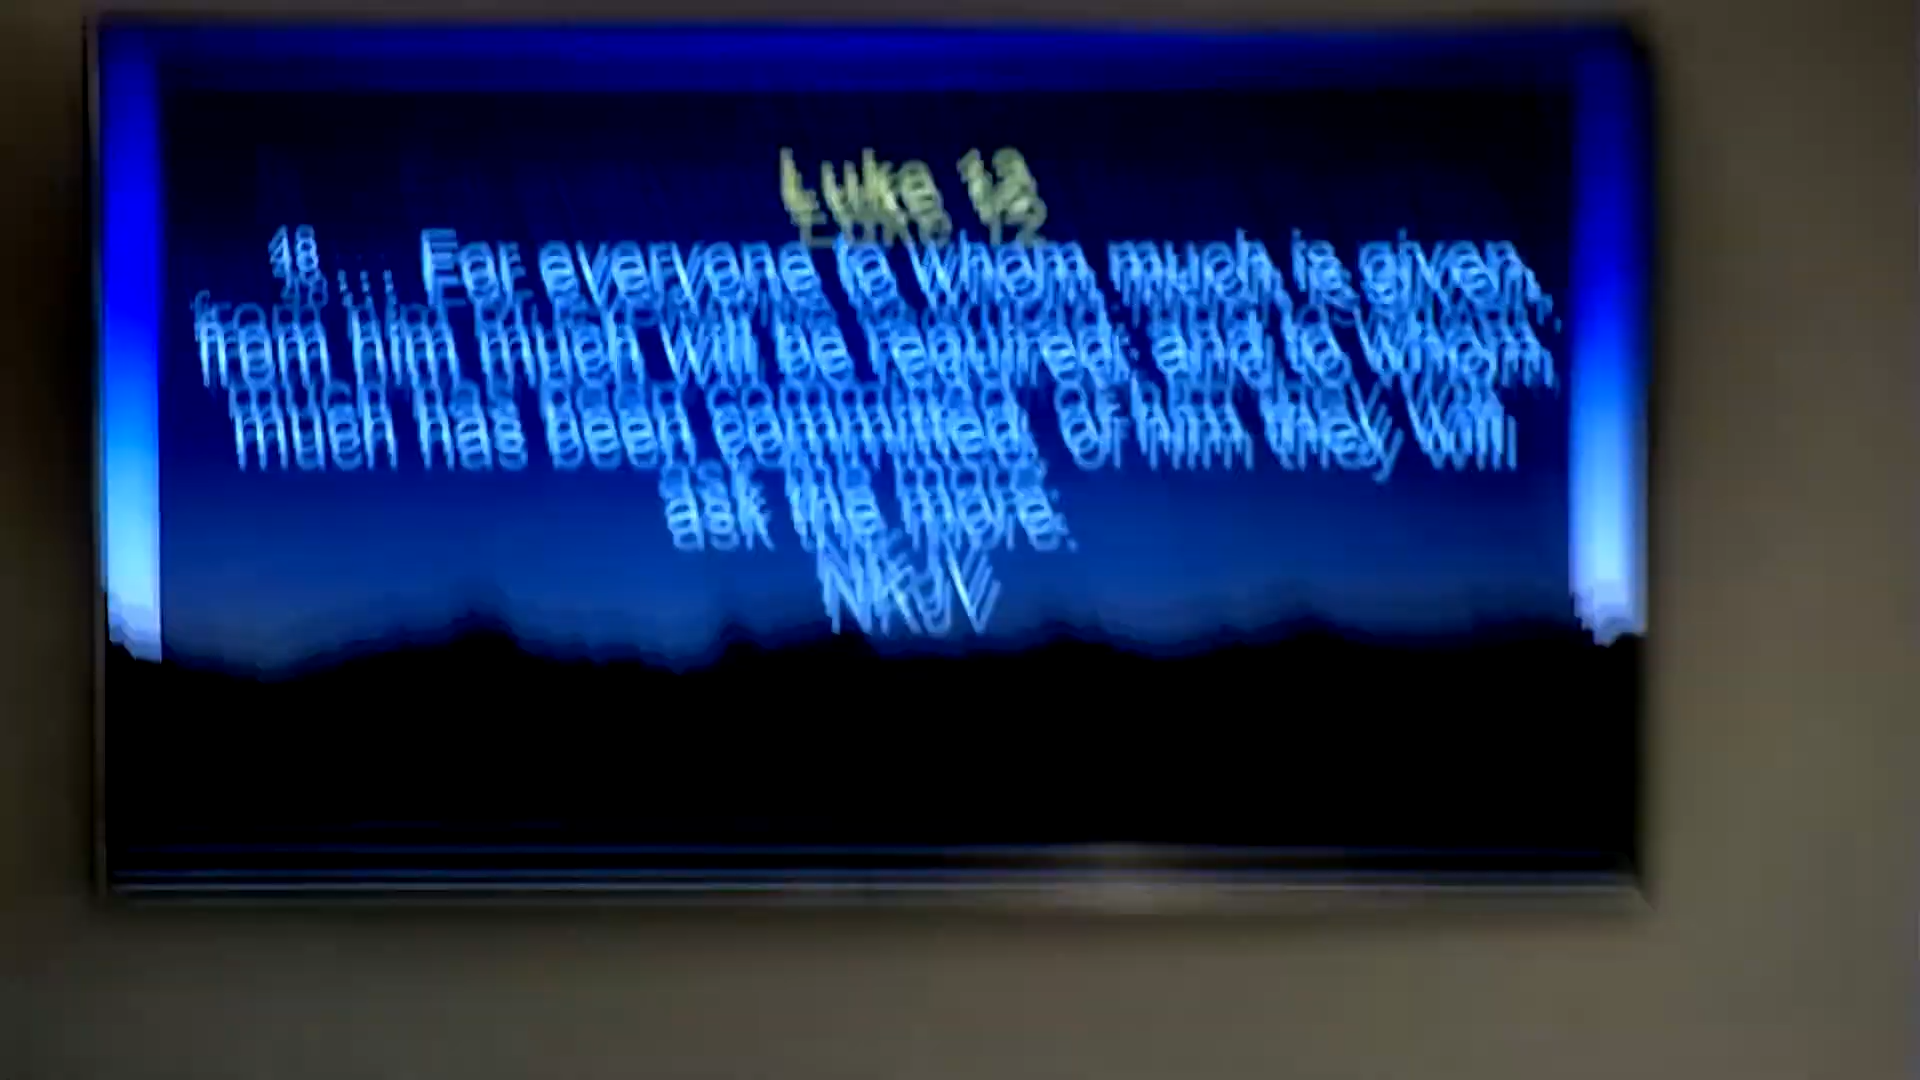 Luke 12
48 ... For everyone to whom much is given,
from him much will be required; and to whom
much has been committed, of him they will
ask the more.
NKJV